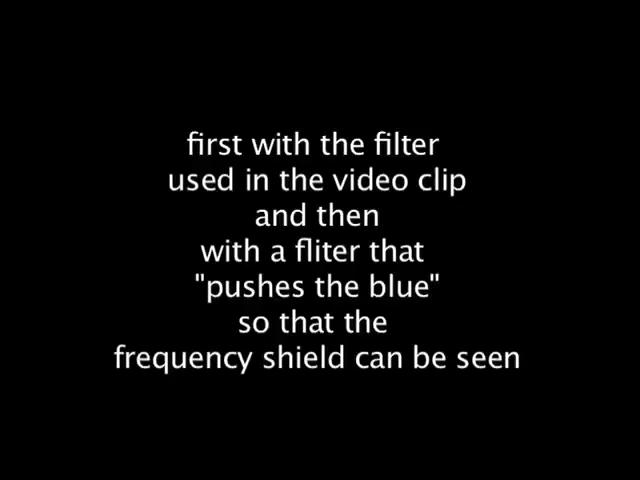 first with the filter
used in the video clip
and then
with a fliter that
"pushes the blue"
so that the
frequency shield can be seen